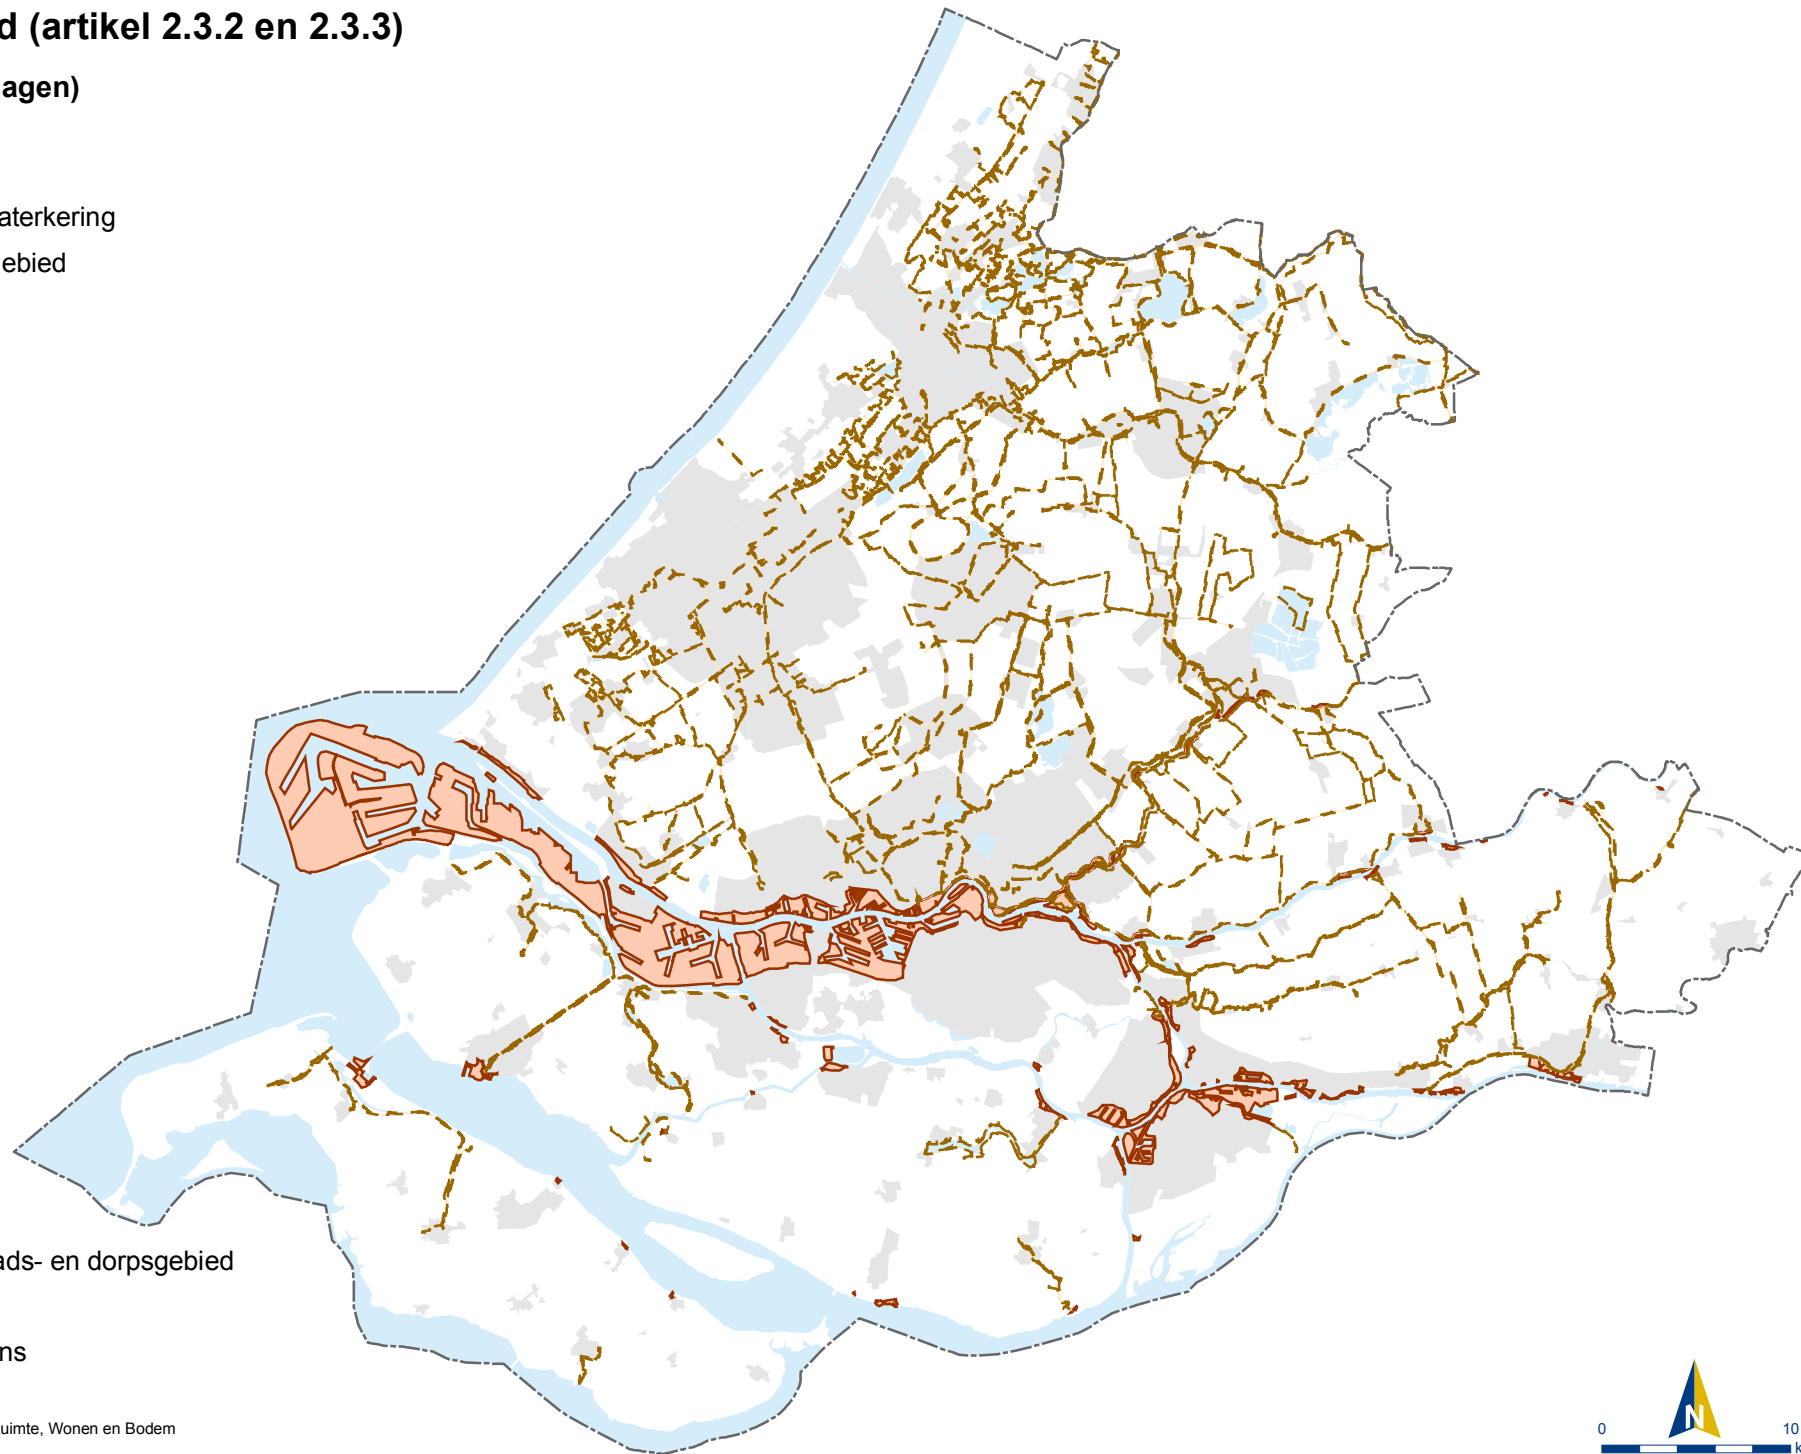 d (artikel 2.3.2 en 2.3.3)
agen)
aterkering
ebied
ads- en dorpsgebied
ns
uimte, Wonen en Bodem
N
0 10
k